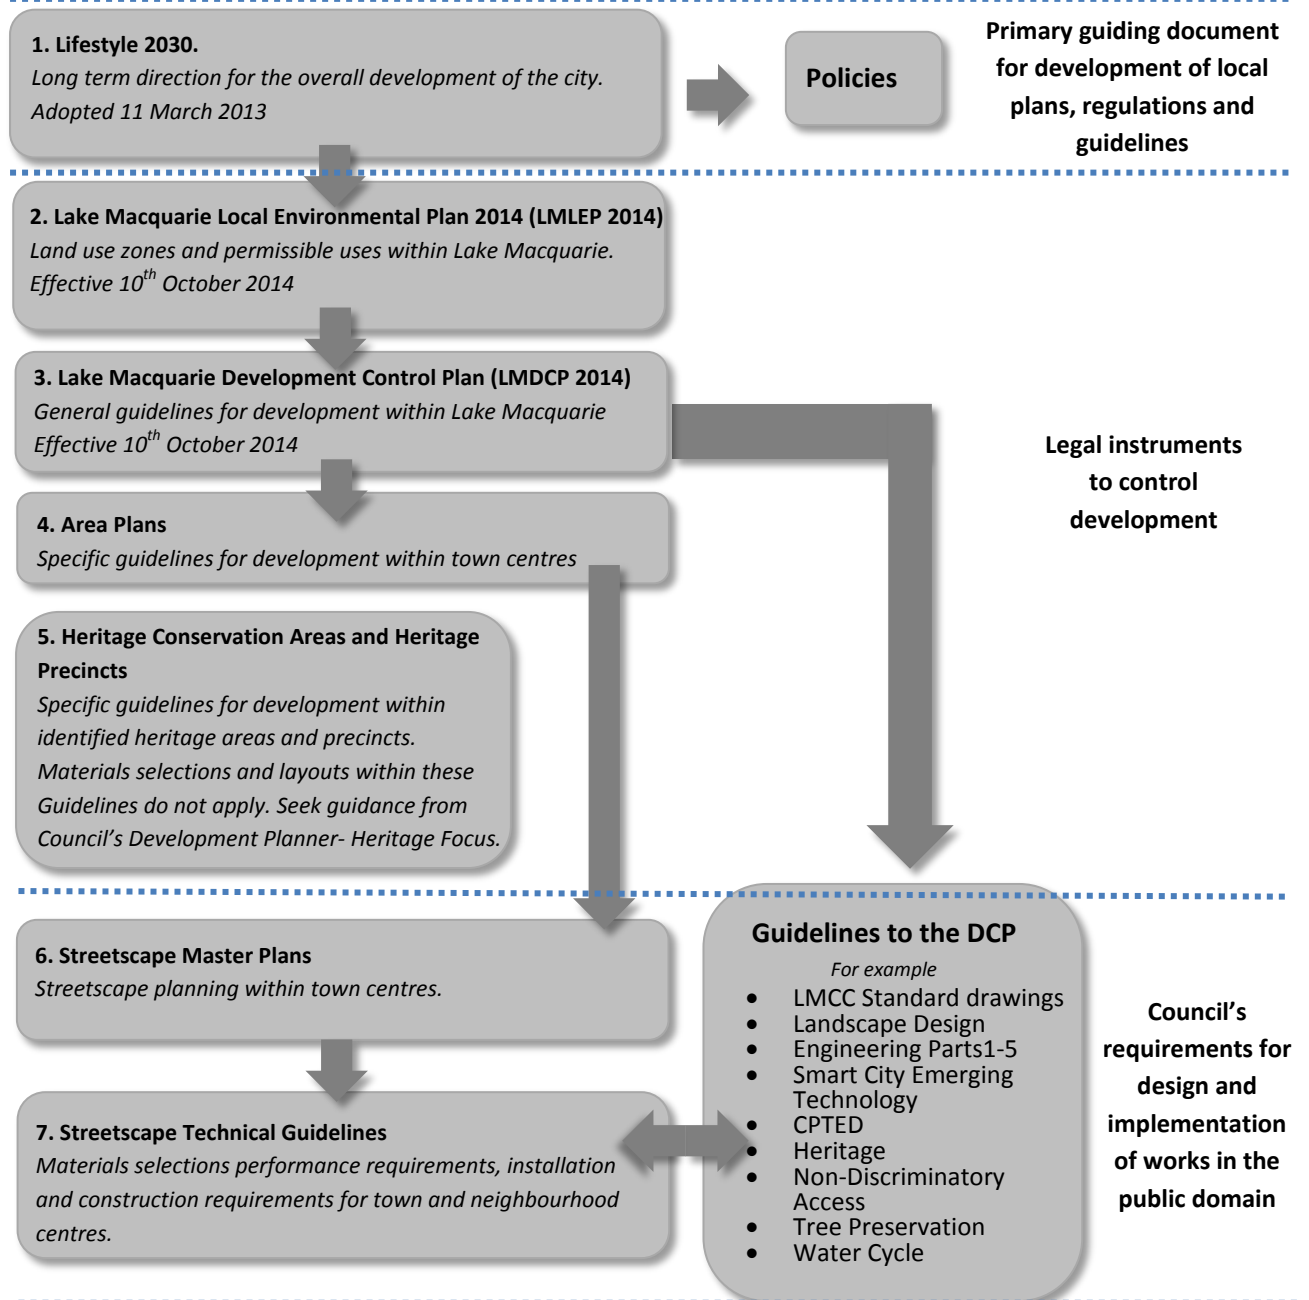 1. Lifestyle 2030.
Long term direction for the overall development of the city.
Adopted 11 March 2013
Policies
Primary guiding document
for development of local
plans, regulations and
guidelines
2. Lake Macquarie Local Environmental Plan 2014 (LMLEP 2014)
Land use zones and permissible uses within Lake Macquarie.
Effective 10th October 2014
3. Lake Macquarie Development Control Plan (LMDCP 2014)
General guidelines for development within Lake Macquarie
Effective 10th October 2014
4. Area Plans
Specific guidelines for development within town centres
5. Heritage Conservation Areas and Heritage
Precincts
Specific guidelines for development within
identified heritage areas and precincts.
Materials selections and layouts within these
Guidelines do not apply. Seek guidance from
Council's Development Planner- Heritage Focus.
Legal instruments
to control
development
6. Streetscape Master Plans
Streetscape planning within town centres.
7. Streetscape Technical Guidelines
Materials selections performance requirements, installation
and construction requirements for town and neighbourhood
centres.
Guidelines to the DCP
For example
• LMCC Standard drawings
• Landscape Design
• Engineering Parts1-5
• Smart City Emerging
Technology
• CPTED
• Heritage
• Non-Discriminatory
Access
• Tree Preservation
• Water Cycle
Council's
requirements for
design and
implementation
of works in the
public domain